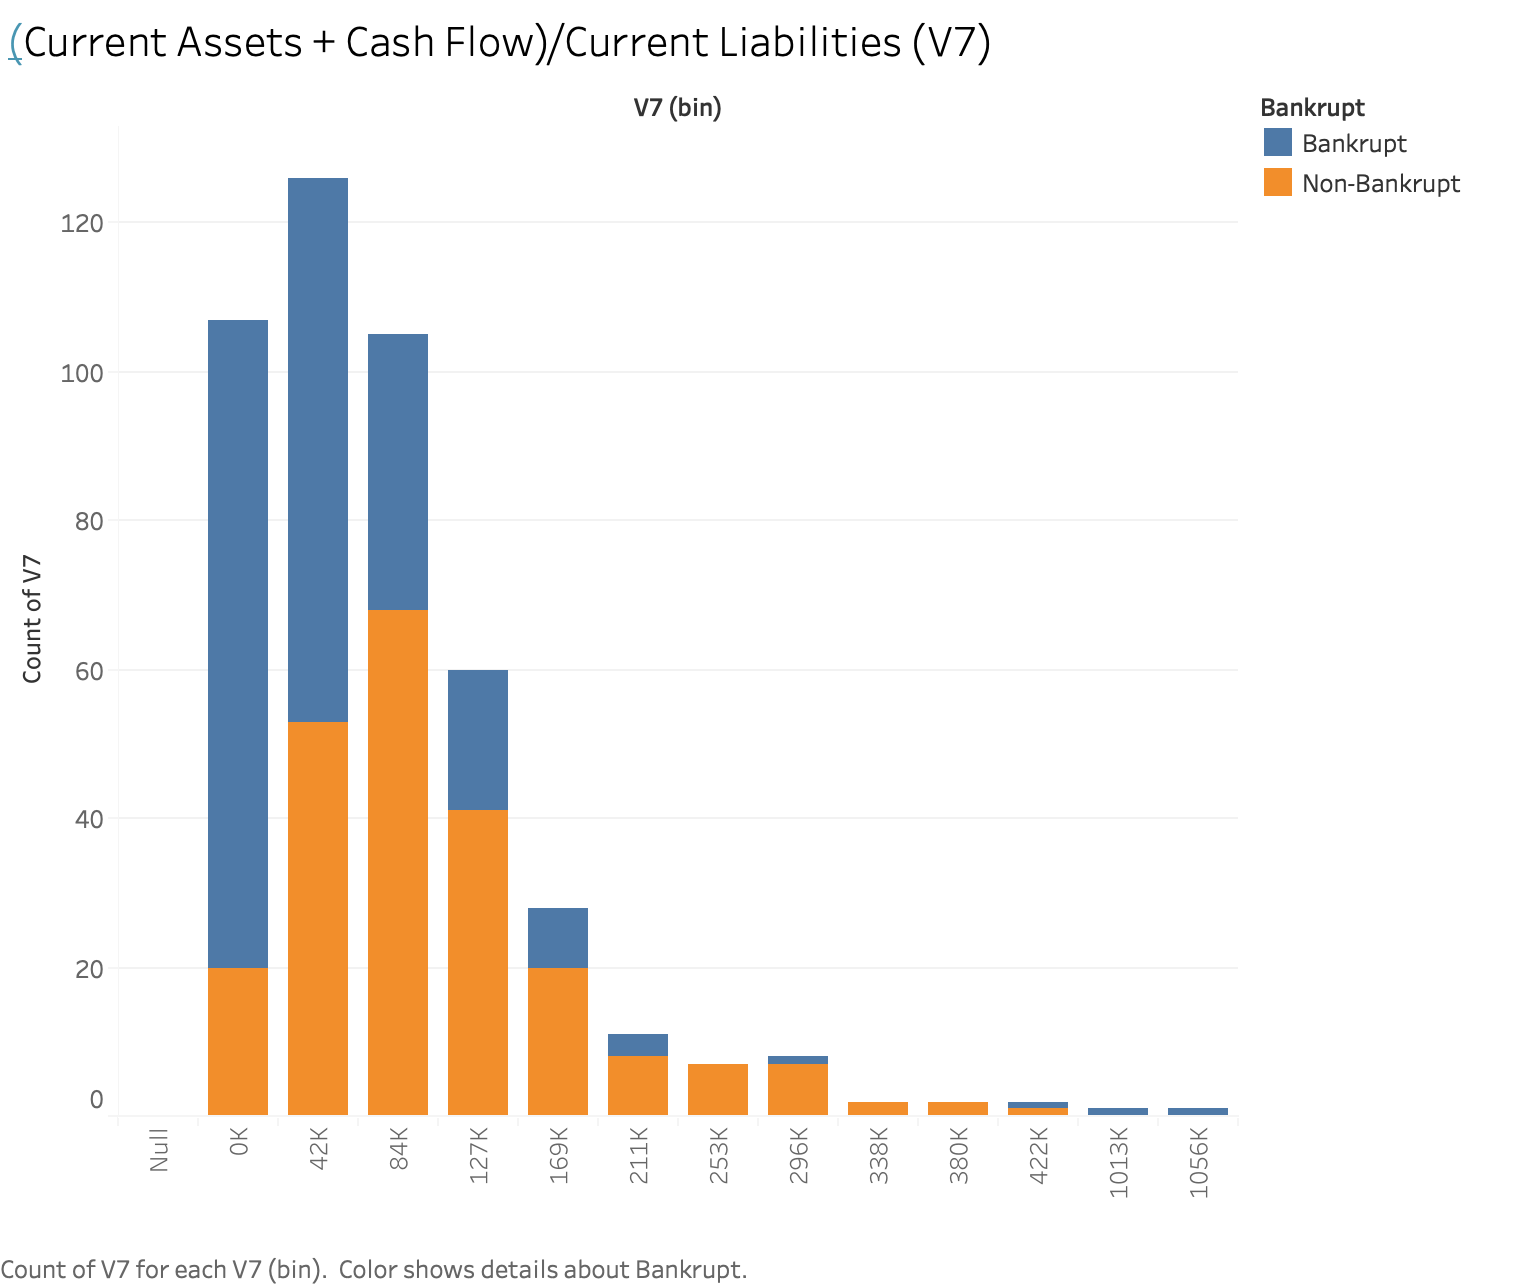 (Current Assets + Cash Flow)/Current Liabilities (V7)
V7 (bin)
Bankrupt
Bankrupt
Non-Bankrupt
Count of V7
120
100
80
60
40
20
0
Null
0K
42K
84K
127K
169K
211K
253K
296K
338K
380K
422K
1013K
1056K
Count of V7 for each V7 (bin).  Color shows details about Bankrupt.